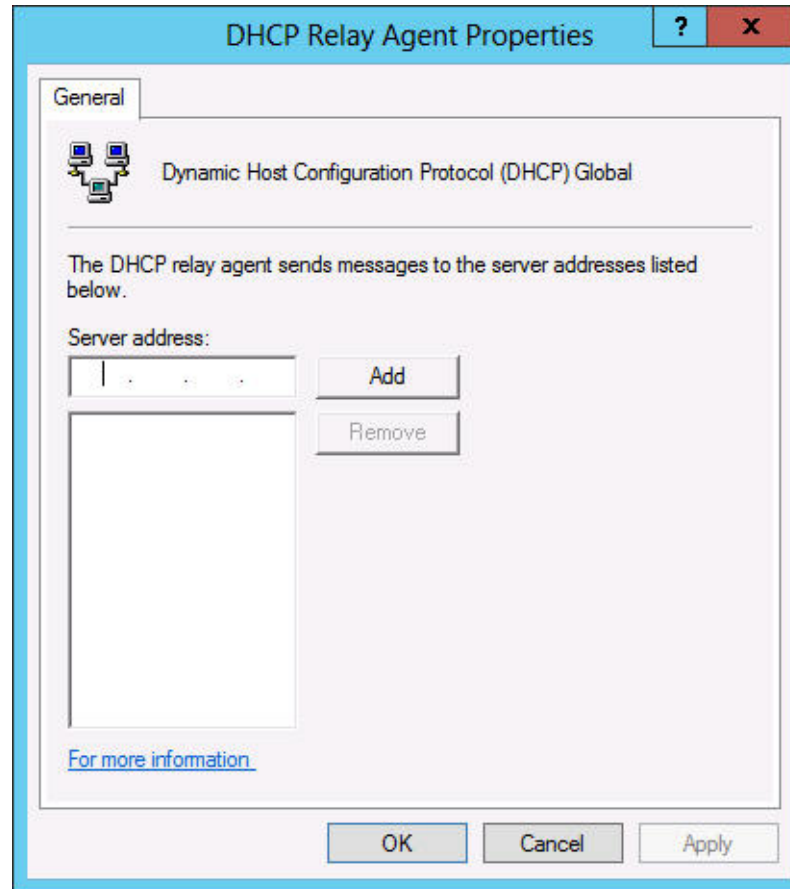 DHCP Relay Agent Properties
?
x
General
Dynamic Host Configuration Protocol (DHCP) Global
The DHCP relay agent sends messages to the server addresses listed
below.
Server address:
. . .
Add
Remove
For more information
OK
Cancel
Apply